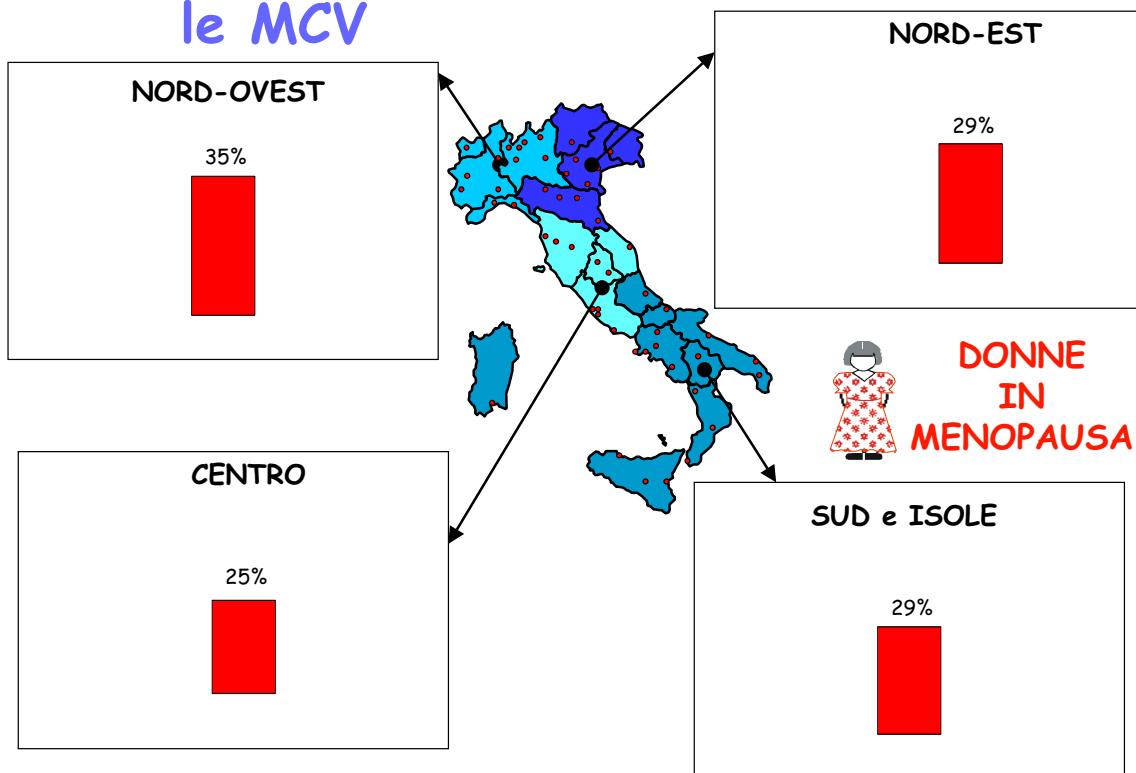 le MCV
NORD-OVEST
35%
NORD-EST
29%
DONNE
IN
MENOPAUSA
CENTRO
25%
SUD e ISOLE
29%